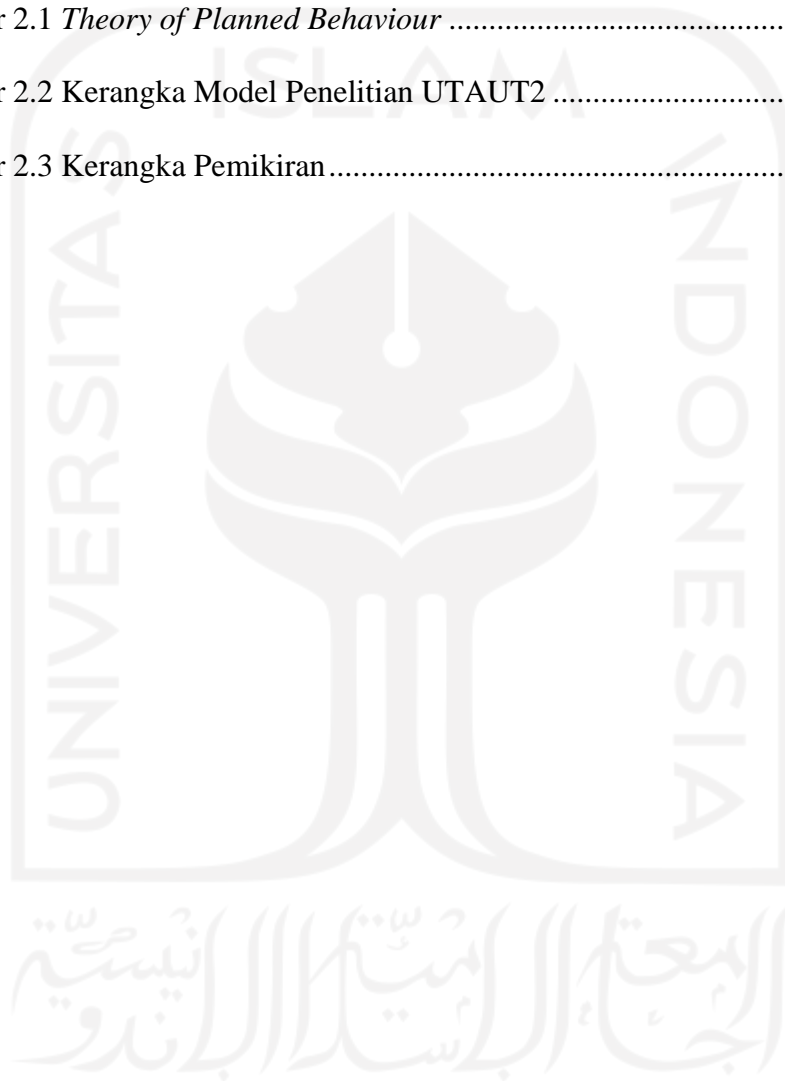 r 2.1 Theory of Planned Behaviour ..........................................
r 2.2 Kerangka Model Penelitian UTAUT2 .............................
r 2.3 Kerangka Pemikiran .........................................................
ISLAM
UNIVERSITAS
INDONESIA